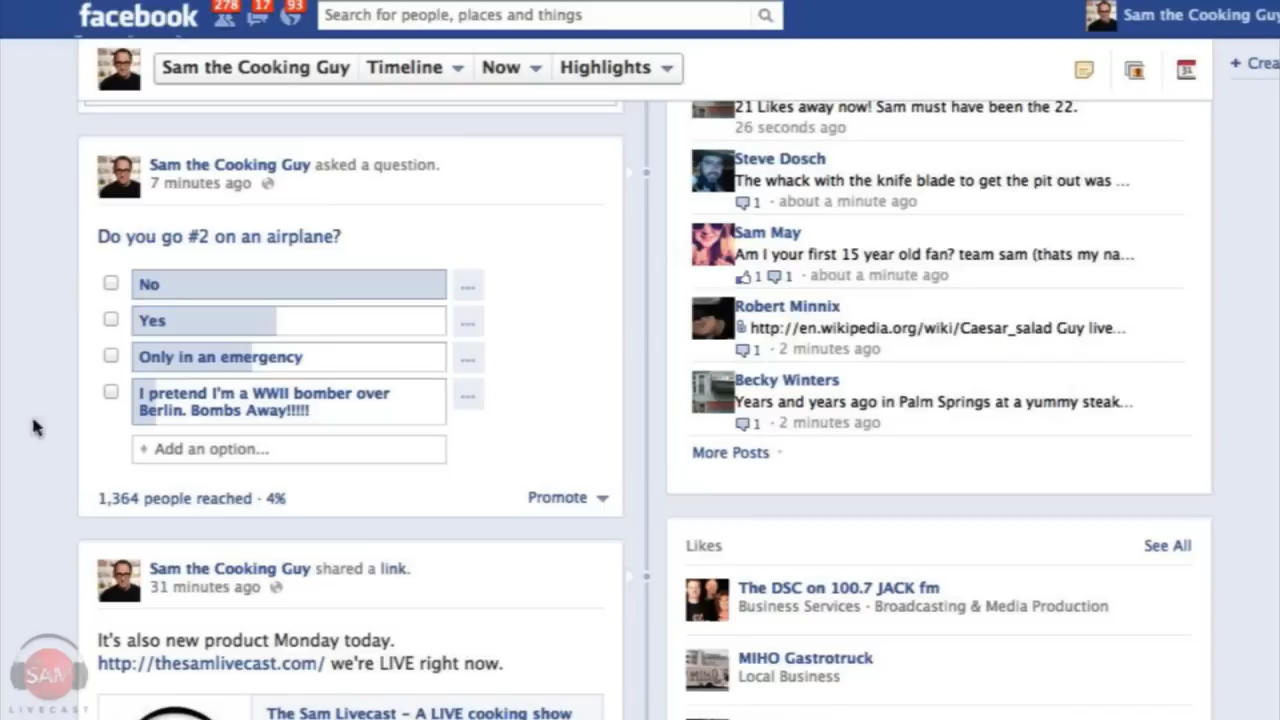 facebook
278
17
93
Search for people, places and things
Sam the Cooking Guy
Sam the Cooking Guy
Timeline
Now
Highlights
31
+ Crea
21 Likes away now! Sam must have been the 22.
26 seconds ago
Sam the Cooking Guy asked a question.
7 minutes ago
Do you go #2 on an airplane?
No
...
Yes
...
Only in an emergency
...
I pretend I'm a WWII bomber over
Berlin. Bombs Away!!!!!
...
+ Add an option...
1,364 people reached · 4%
Promote
Steve Dosch
The whack with the knife blade to get the pit out was ...
1 · about a minute ago
Sam May
Am I your first 15 year old fan? team sam (thats my na...
1 1 · about a minute ago
Robert Minnix
http://en.wikipedia.org/wiki/Caesar_salad Guy live...
1 · 2 minutes ago
Becky Winters
Years and years ago in Palm Springs at a yummy steak...
1 · 2 minutes ago
More Posts
Sam the Cooking Guy shared a link.
31 minutes ago
It's also new product Monday today.
http://thesamlivecast.com/ we're LIVE right now.
The Sam Livecast – A LIVE cooking show
Likes
See All
The DSC on 100.7 JACK fm
Business Services · Broadcasting & Media Production
MIHO Gastrotruck
Local Business
SAM
LIVECAST